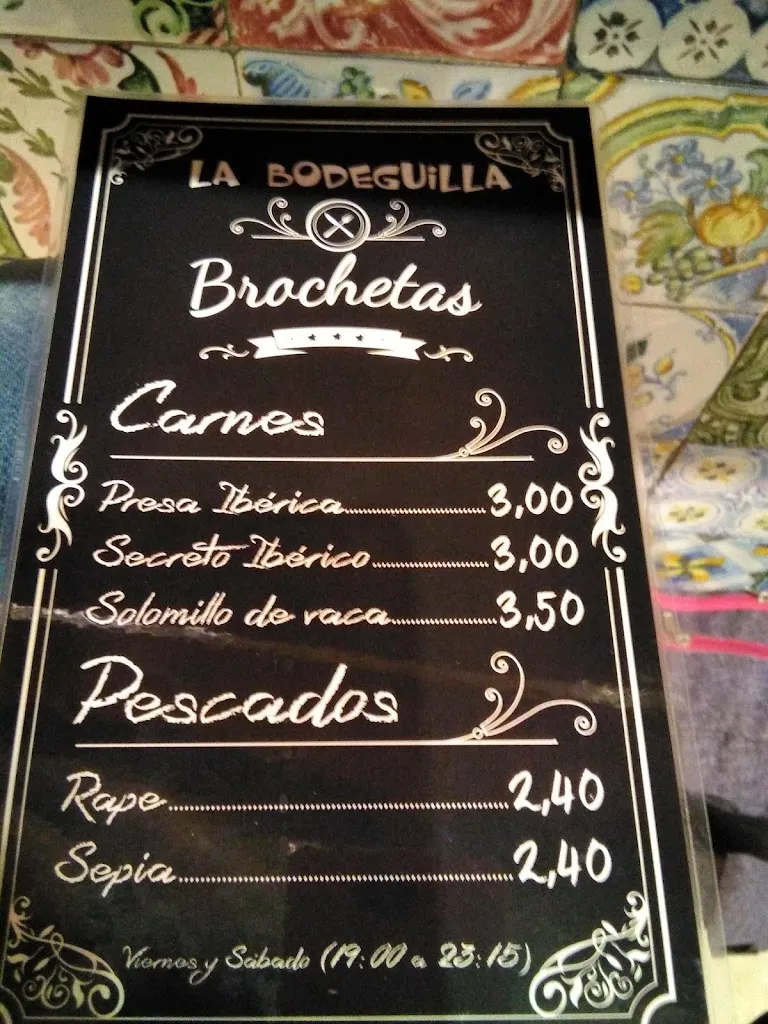 LA BODEGUiLLA
Brochetas
Carnes
Presa Ibérica 3,00
Secreto Ibérico 3,00
Solomillo de vaca 3,50
Pescados
Rape 2,40
Sepia 2,40
Viernes y Sábado (19:00 a 23:15)